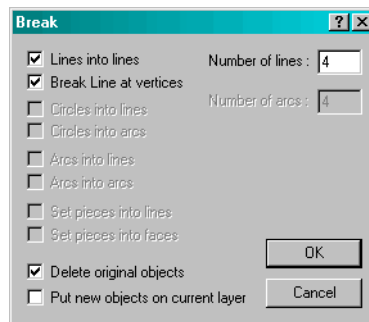 Break
Lines into lines
Number of lines : 4
Break Line at vertices
Number of arcs : 4
Circles into lines
Circles into arcs
Arcs into lines
Arcs into arcs
Set pieces into lines
Set pieces into faces
OK
Delete original objects
Put new objects on current layer
Cancel